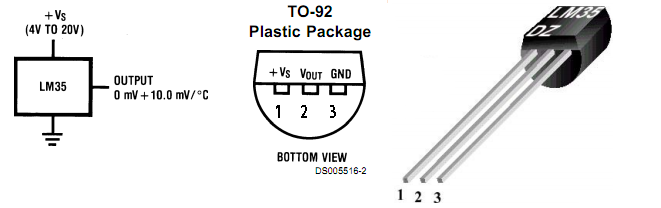 +VS
(4V TO 20V)
LM35
OUTPUT
0 mV + 10.0 mV/°C
TO-92
Plastic Package
+VS VOUT GND
1 2 3
BOTTOM VIEW
DS005516-2
LM35
DZ
1 2 3